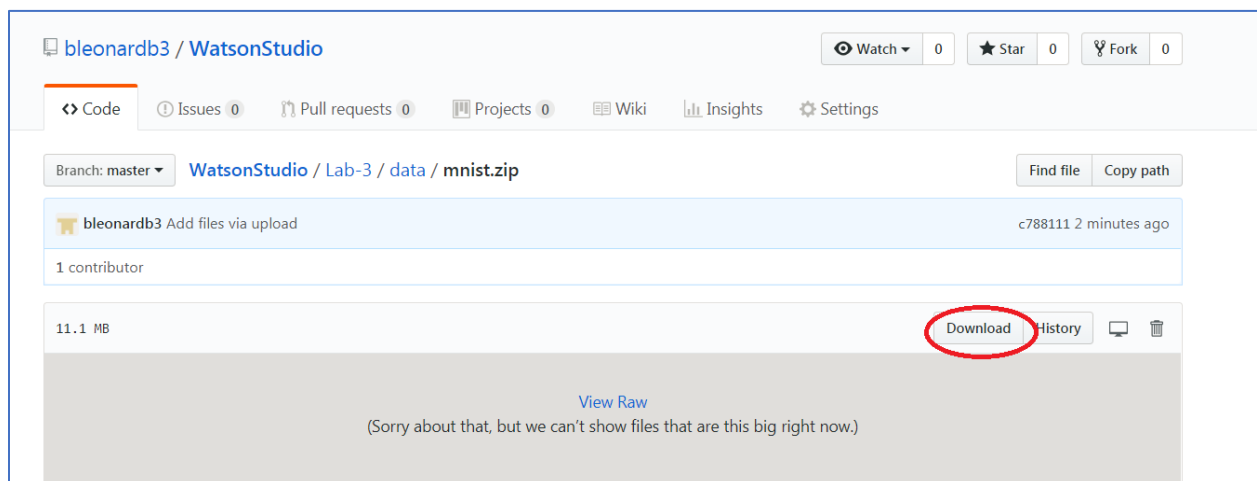 bleonardb3 / WatsonStudio
Watch 0 Star 0 Fork 0
Code Issues 0 Pull requests 0 Projects 0 Wiki Insights Settings
Branch: master WatsonStudio / Lab-3 / data / mnist.zip Find file Copy path
bleonardb3 Add files via upload c788111 2 minutes ago
1 contributor
11.1 MB Download History
View Raw
(Sorry about that, but we can't show files that are this big right now.)